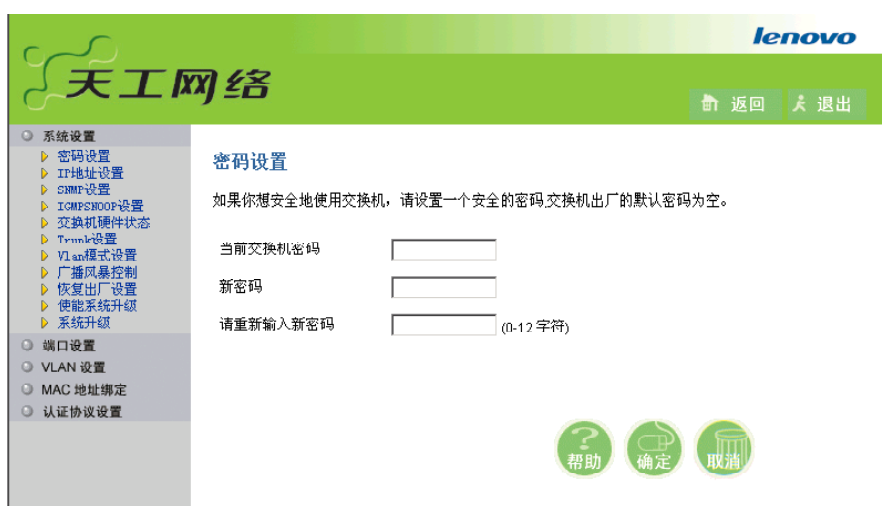 lenovo
天工网络
返回 退出
系统设置
密码设置
IP地址设置
SNMP设置
IGMPSNOOP设置
交换机硬件状态
Trunk设置
Vlan模式设置
广播风暴控制
恢复出厂设置
使能系统升级
系统升级
端口设置
VLAN 设置
MAC 地址绑定
认证协议设置
密码设置
如果你想安全地使用交换机，请设置一个安全的密码,交换机出厂的默认密码为空。
当前交换机密码
新密码
请重新输入新密码 (0-12 字符)
帮助 确定 取消